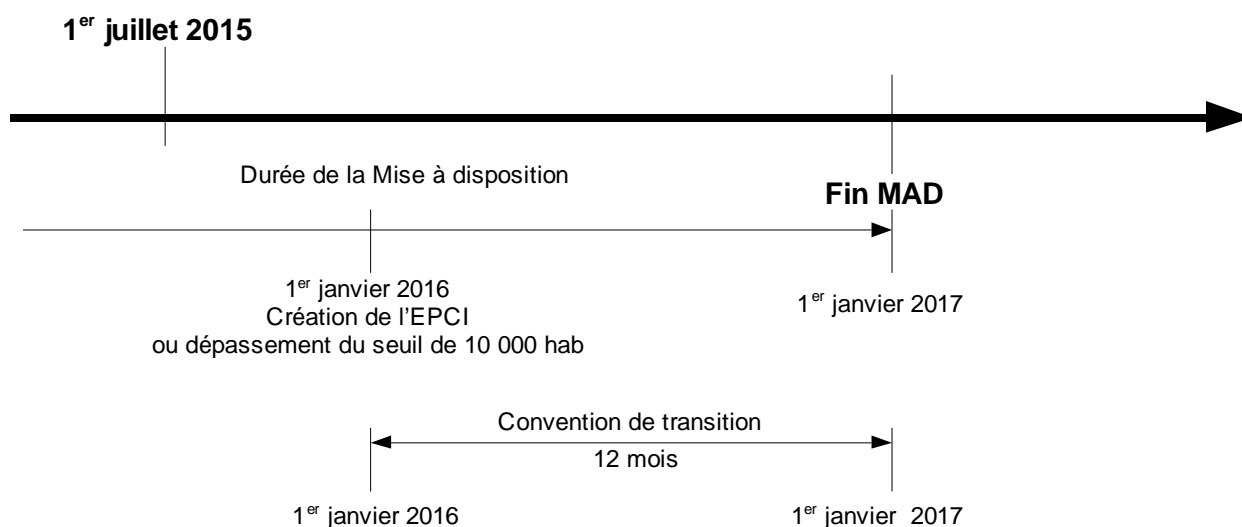 1er juillet 2015
Durée de la Mise à disposition
Fin MAD
1er janvier 2016
Création de l'EPCI
ou dépassement du seuil de 10 000 hab
1er janvier 2017
Convention de transition
12 mois
1er janvier 2016
1er janvier 2017